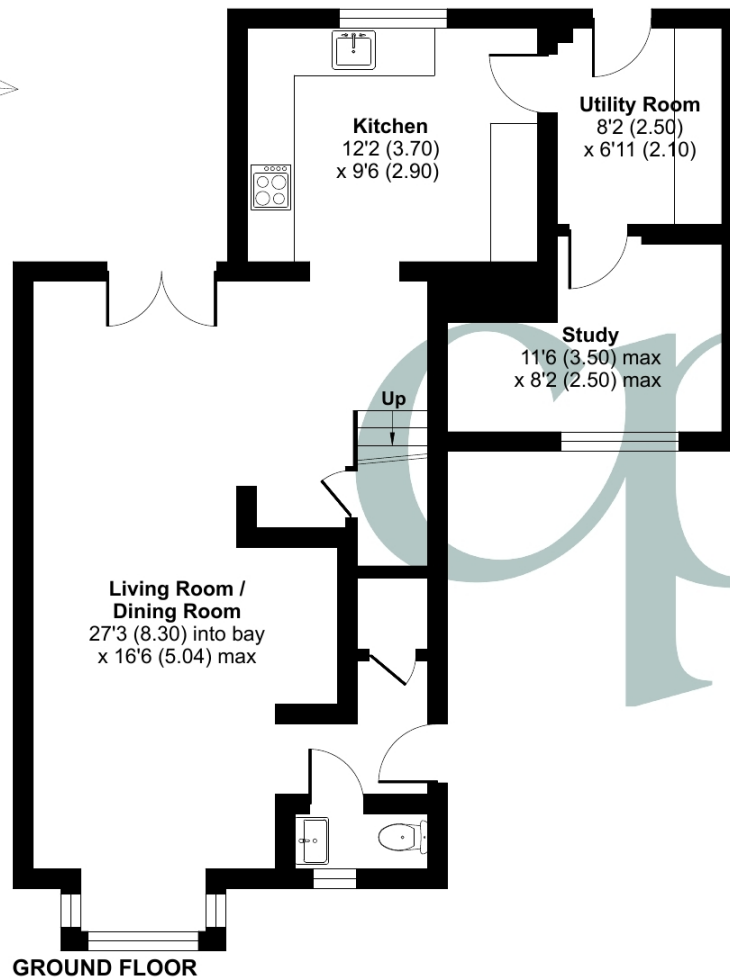 Kitchen
12'2 (3.70)
x 9'6 (2.90)
Utility Room
8'2 (2.50)
x 6'11 (2.10)
Study
11'6 (3.50) max
x 8'2 (2.50) max
Up
Living Room /
Dining Room
27'3 (8.30) into bay
x 16'6 (5.04) max
GROUND FLOOR